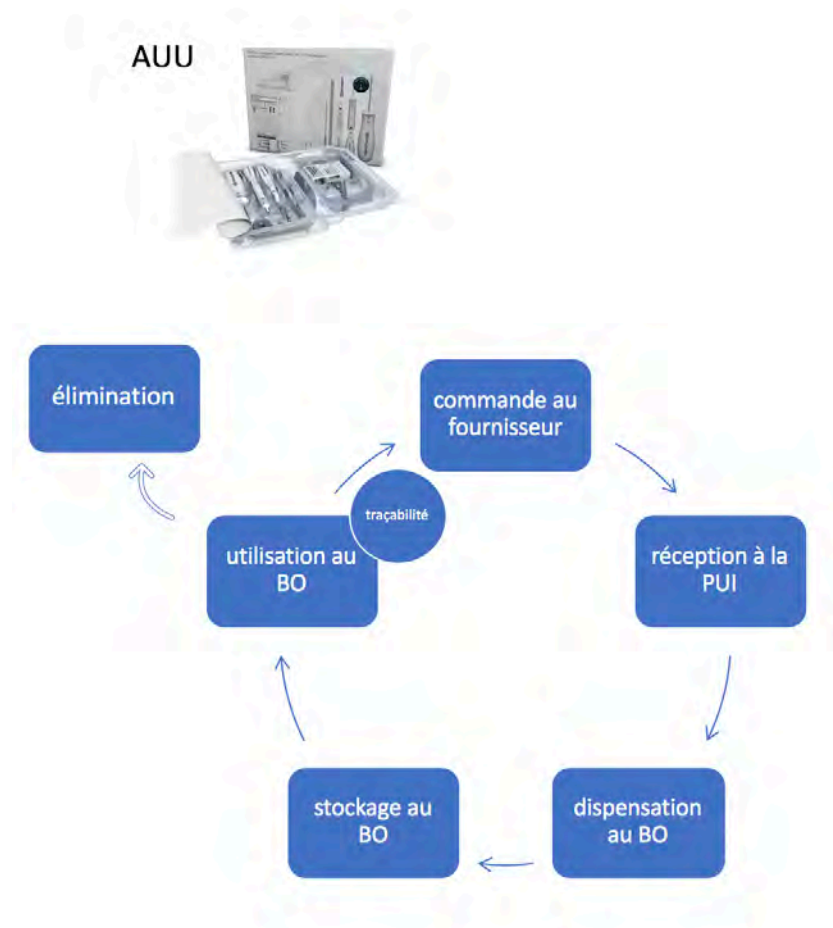 AUU
élimination
commande au
fournisseur
traçabilité
utilisation au
BO
réception à la
PUI
stockage au
BO
dispensation
au BO